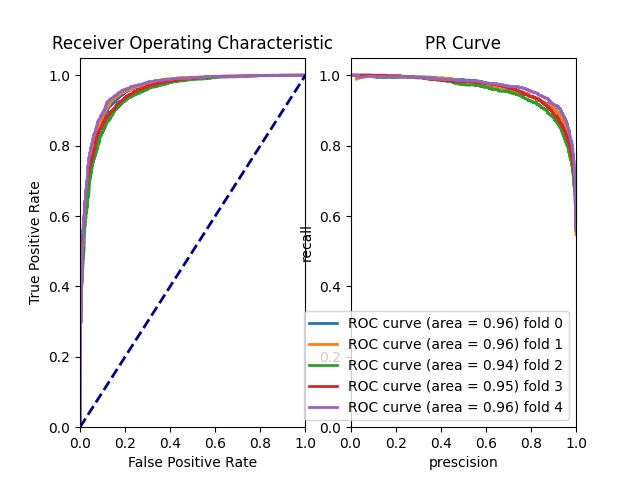 Receiver Operating Characteristic
1.0
0.8
0.6
0.4
0.2
0.0
True Positive Rate
0.0 0.2 0.4 0.6 0.8 1.0
False Positive Rate
PR Curve
1.0
0.8
0.6
0.4
0.2
0.0
recall
0.0 0.2 0.4 0.6 0.8 1.0
prescision
ROC curve (area = 0.96) fold 0
ROC curve (area = 0.96) fold 1
ROC curve (area = 0.94) fold 2
ROC curve (area = 0.95) fold 3
ROC curve (area = 0.96) fold 4